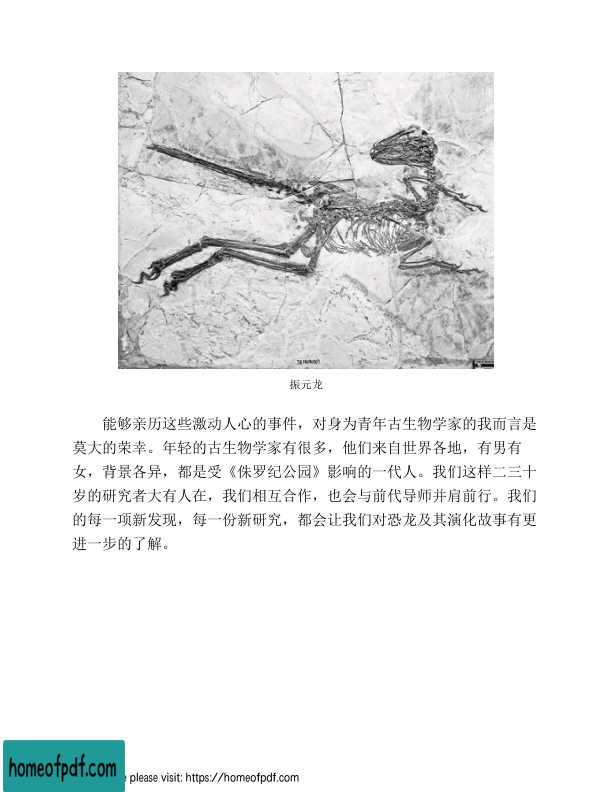 振元龙
能够亲历这些激动人心的事件，对身为青年古生物学家的我而言是
莫大的荣幸。年轻的古生物学家有很多，他们来自世界各地，有男有
女，背景各异，都是受《侏罗纪公园》影响的一代人。我们这样二三十
岁的研究者大有人在，我们相互合作，也会与前代导师并肩前行。我们
的每一项新发现，每一份新研究，都会让我们对恐龙及其演化故事有更
进一步的了解。
homeofpdf.com
e please visit: https://homeofpdf.com